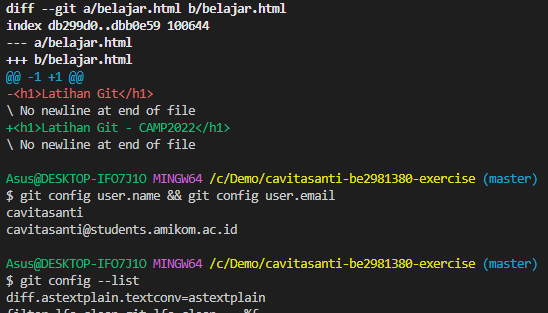 diff --git a/belajar.html b/belajar.html
index db299d0..dbb0e59 100644
--- a/belajar.html
+++ b/belajar.html
@@ -1 +1 @@
-<h1>Latihan Git</h1>
\ No newline at end of file
+<h1>Latihan Git - CAMP2022</h1>
\ No newline at end of file
Asus@DESKTOP-IFO7J1O MINGW64 /c/Demo/cavitasanti-be2981380-exercise (master)
$ git config user.name && git config user.email
cavitasanti
cavitasanti@students.amikom.ac.id
Asus@DESKTOP-IFO7J1O MINGW64 /c/Demo/cavitasanti-be2981380-exercise (master)
$ git config --list
diff.astextplain.textconv=astextplain